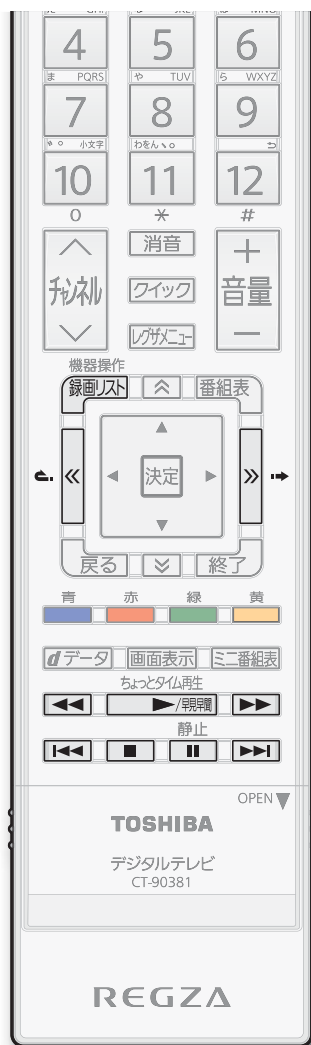 4 5 6
ま PQRS や TUV ら WXYZ
7 8 9
゛゜ 小文字 わをん、。
10 11 12
0 ＊ #
チャンネル 消音 ＋ 音量 －
クイック
レグザメニュー
機器操作
録画リスト 番組表
決定
戻る 終了
青 赤 緑 黄
dデータ 画面表示 ミニ番組表
ちょっとタイム再生
/早早間
静止
OPEN
TOSHIBA
デジタルテレビ
CT-90381
REGZA